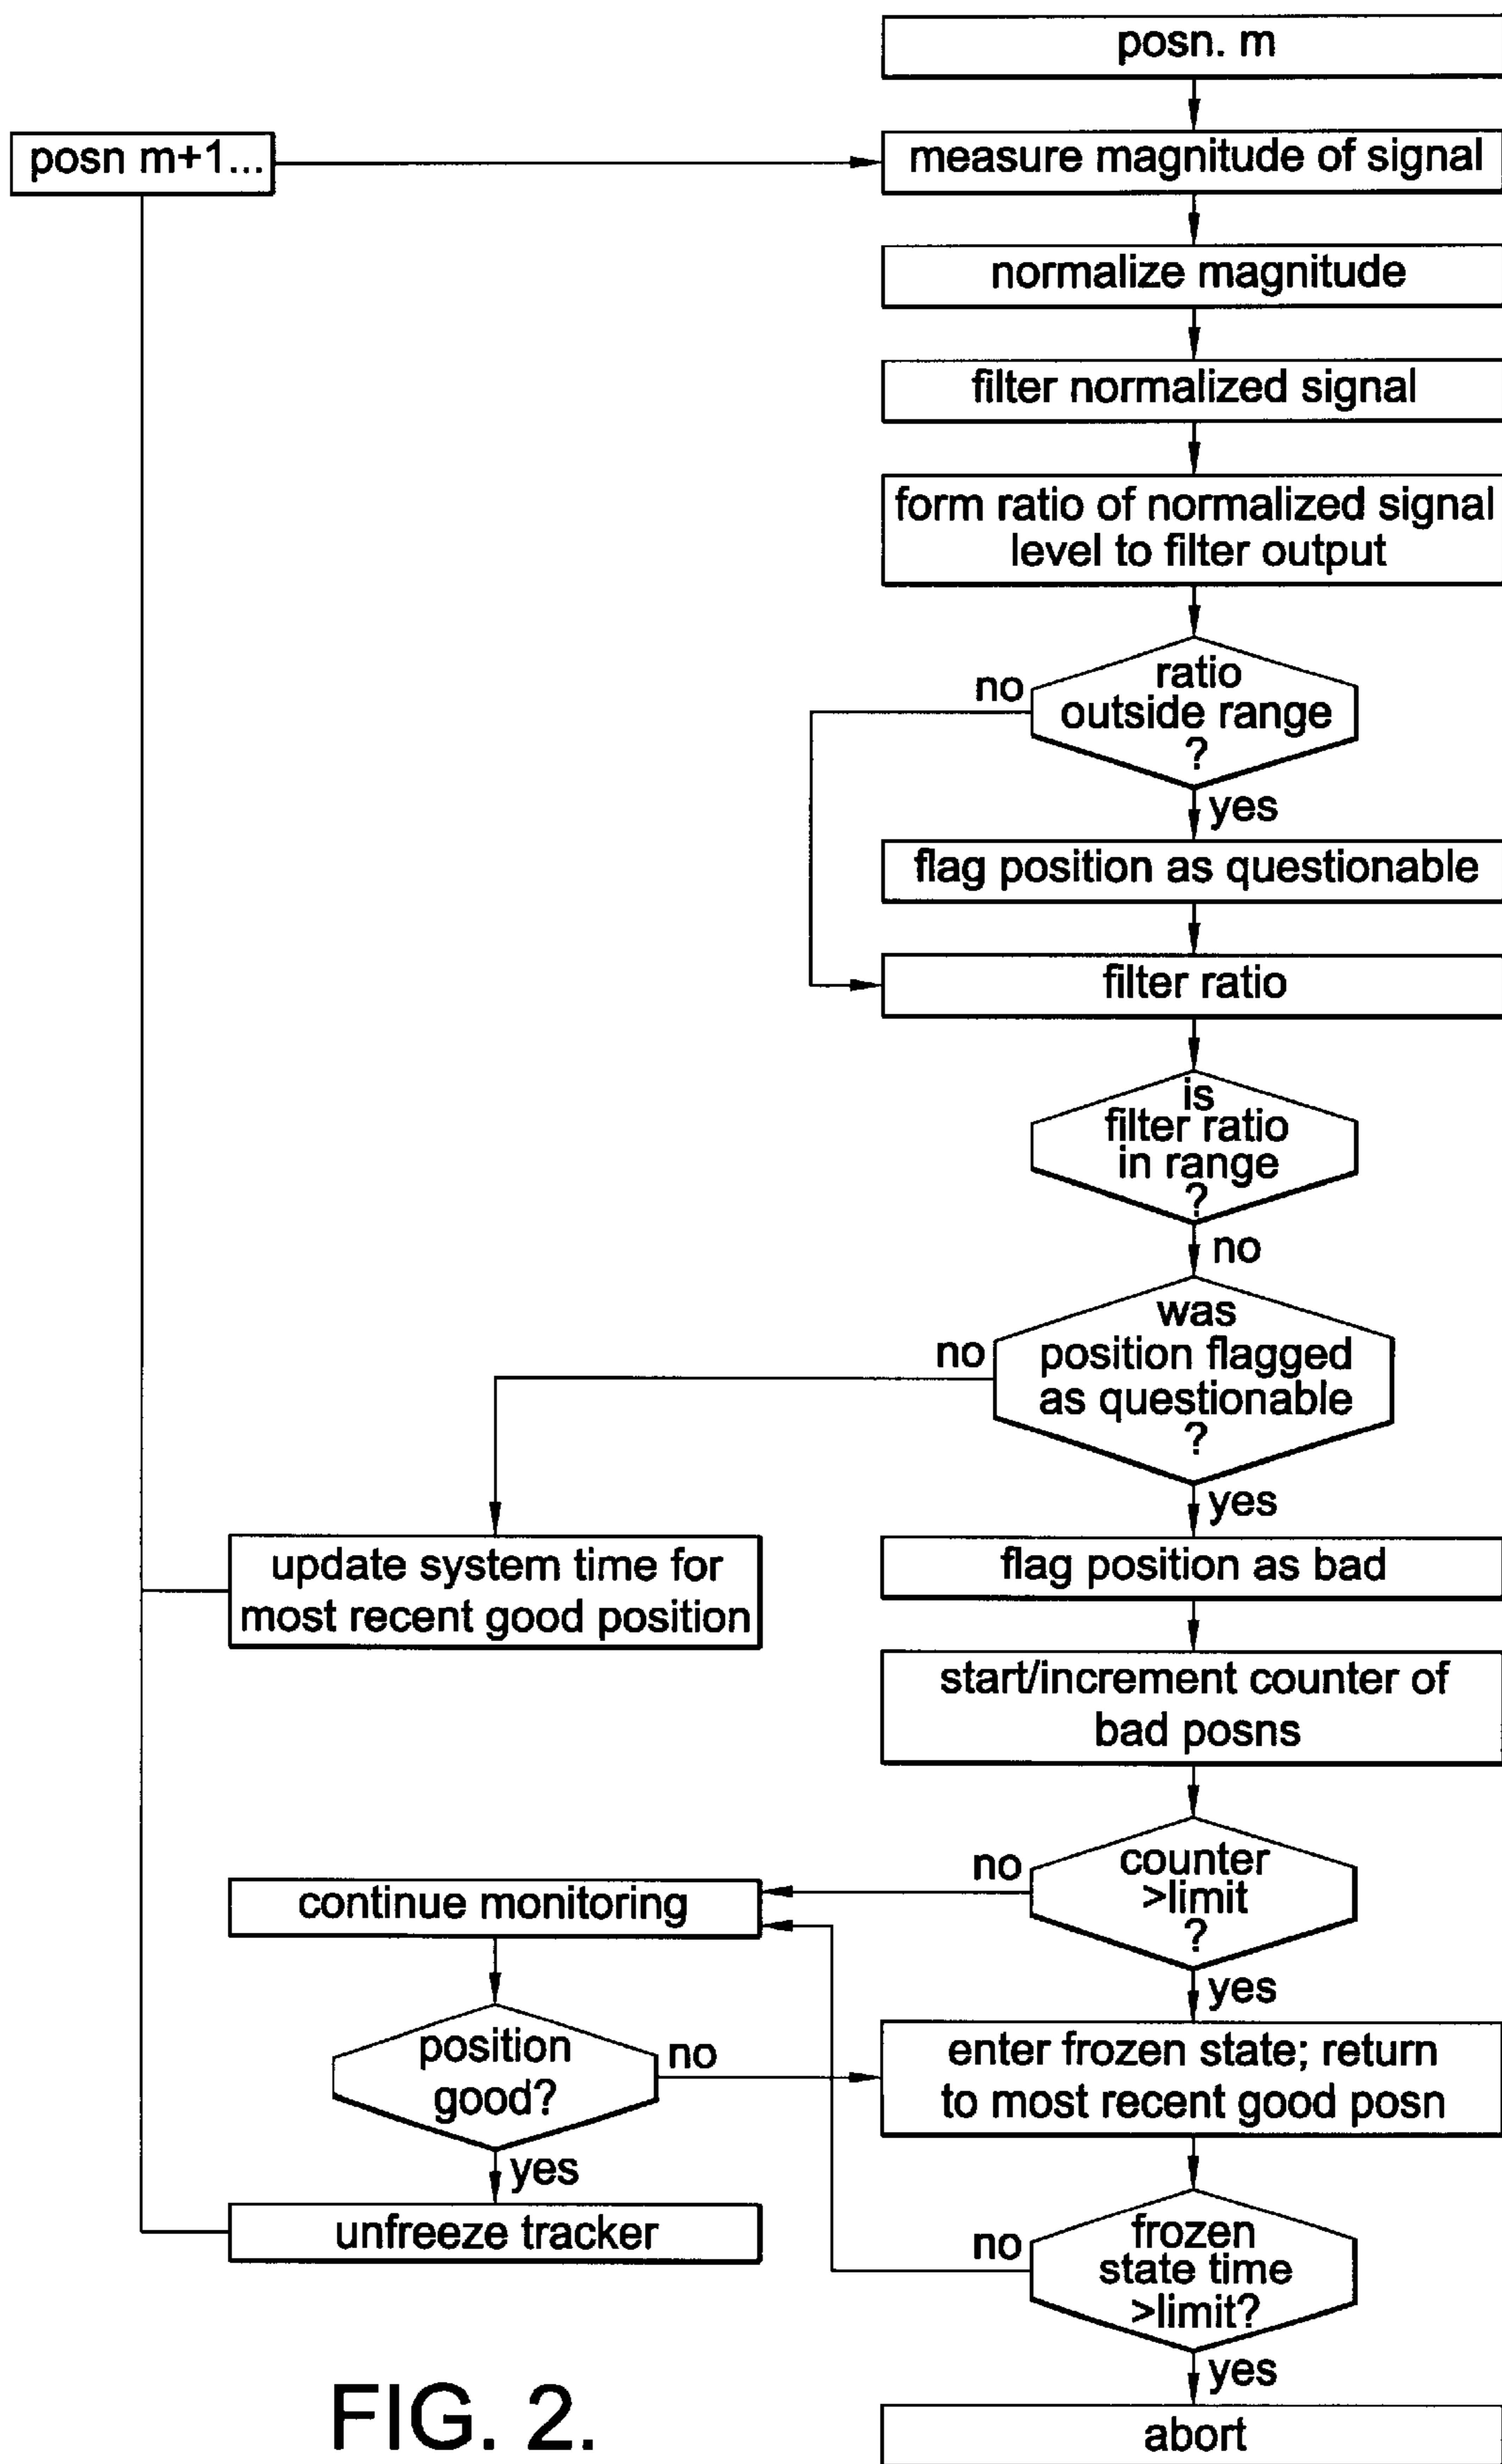 posn. m
posn m+1...
measure magnitude of signal
normalize magnitude
filter normalized signal
form ratio of normalized signal
level to filter output
ratio
outside range
?
no
yes
flag position as questionable
filter ratio
is
filter ratio
in range
?
no
was
position flagged
as questionable
?
no
yes
update system time for
most recent good position
flag position as bad
start/increment counter of
bad posns
counter
>limit
?
no
yes
continue monitoring
position
good?
no
yes
enter frozen state; return
to most recent good posn
unfreeze tracker
frozen
state time
>limit?
no
yes
abort
FIG. 2.